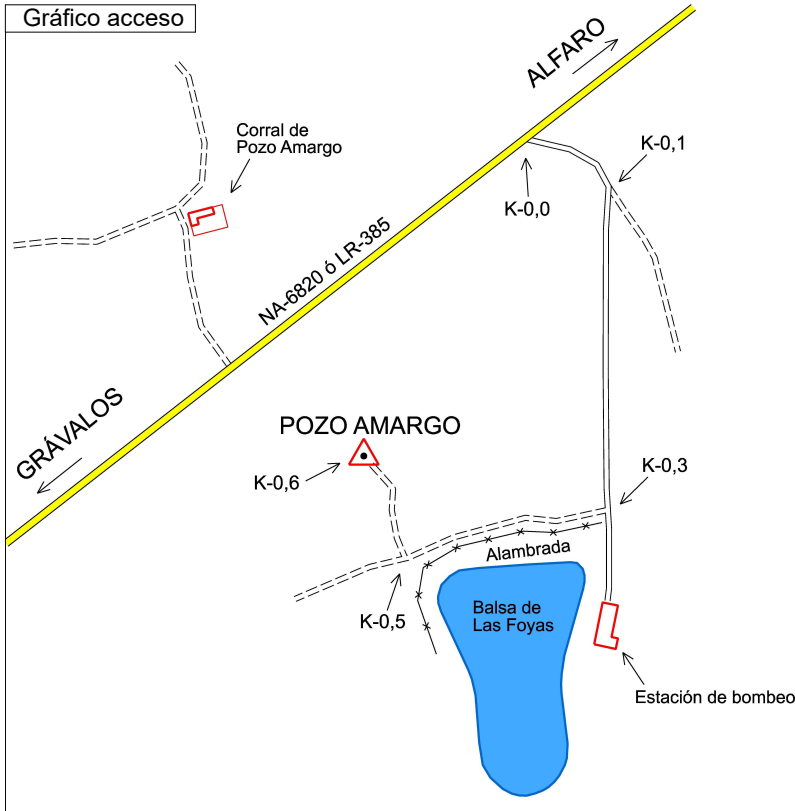 Gráfico acceso
ALFARO
Corral de
Pozo Amargo
K-0,1
K-0,0
NA-6820 ó LR-385
GRÁVALOS
POZO AMARGO
K-0,6
K-0,3
Alambrada
Balsa de
Las Foyas
K-0,5
Estación de bombeo